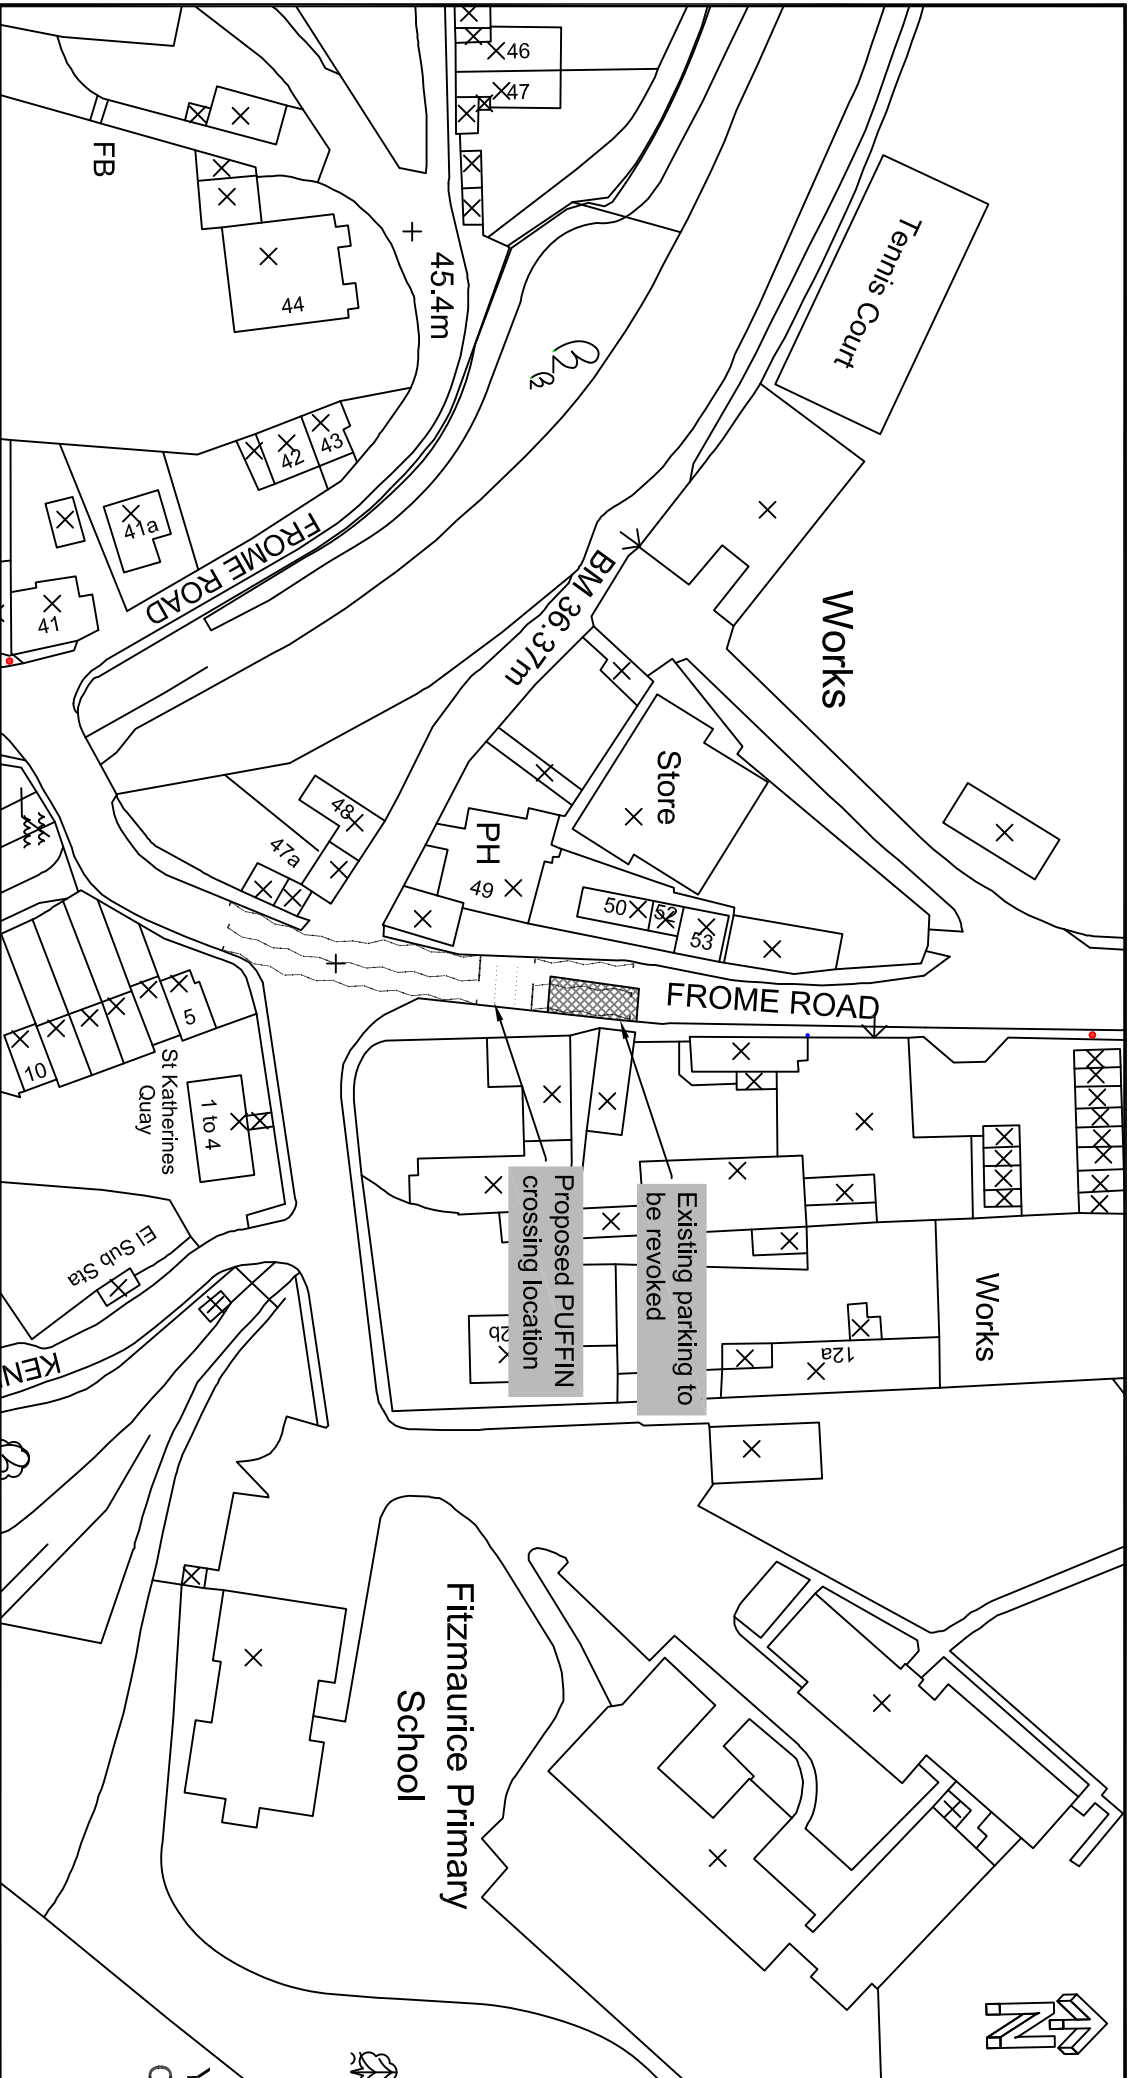 46
47
FB
45.4m
44
Tennis Court
43
42
41a
41
FROME ROAD
BM 36.37m
Works
Store
48
47a
PH
49
50
52
53
FROME ROAD
5
10
St Katherines
Quay
1 to 4
El Sub Sta
Proposed PUFFIN
crossing location
Existing parking to
be revoked
Works
12a
2b
KEN
Fitzmaurice Primary
School
N